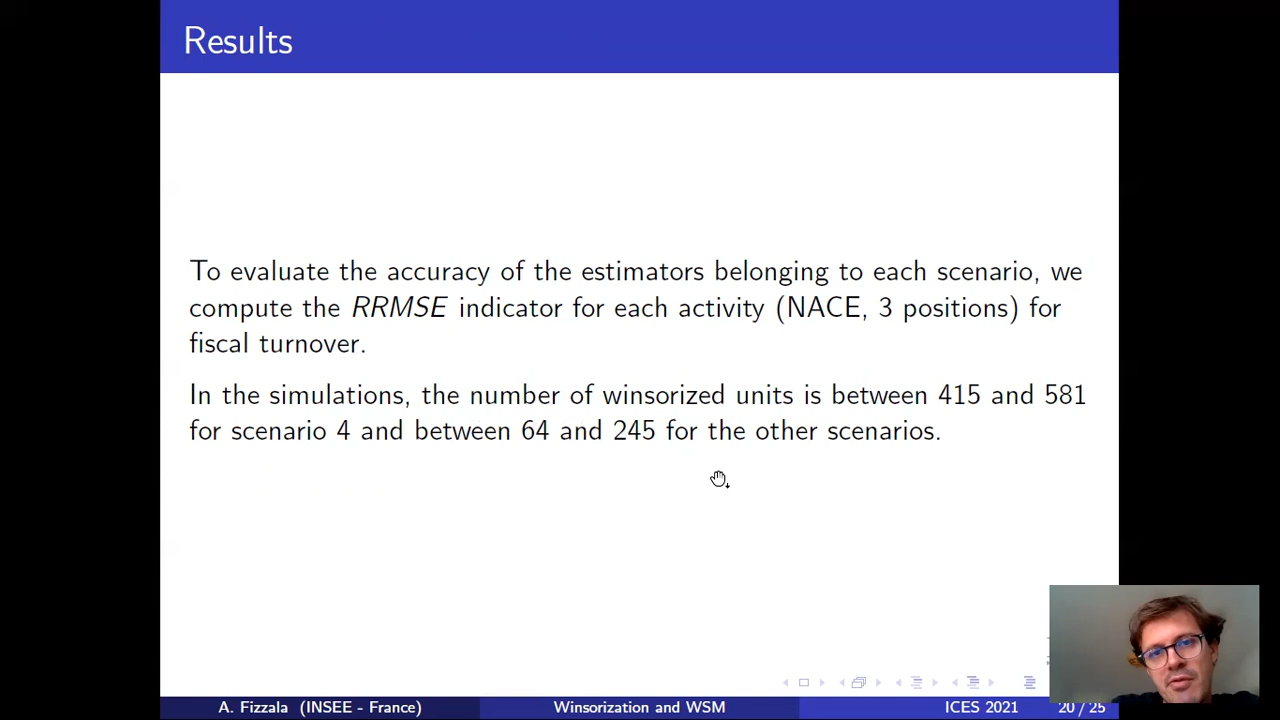 Results
To evaluate the accuracy of the estimators belonging to each scenario, we
compute the RRMSE indicator for each activity (NACE, 3 positions) for
fiscal turnover.
In the simulations, the number of winsorized units is between 415 and 581
for scenario 4 and between 64 and 245 for the other scenarios.
A. Fizzala (INSEE - France)
Winsorization and WSM
ICES 2021
20 / 25